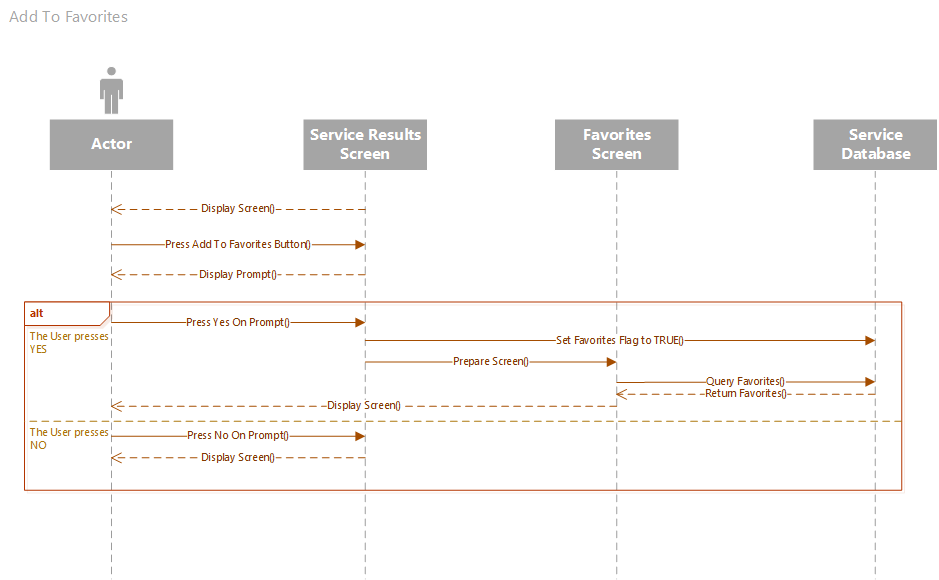 Add To Favorites
Actor
Service Results
Screen
Favorites
Screen
Service
Database
Display Screen()
Press Add To Favorites Button()
Display Prompt()
alt
The User presses
YES
Press Yes On Prompt()
Set Favorites Flag to TRUE()
Prepare Screen()
Query Favorites()
Return Favorites()
Display Screen()
The User presses
NO
Press No On Prompt()
Display Screen()